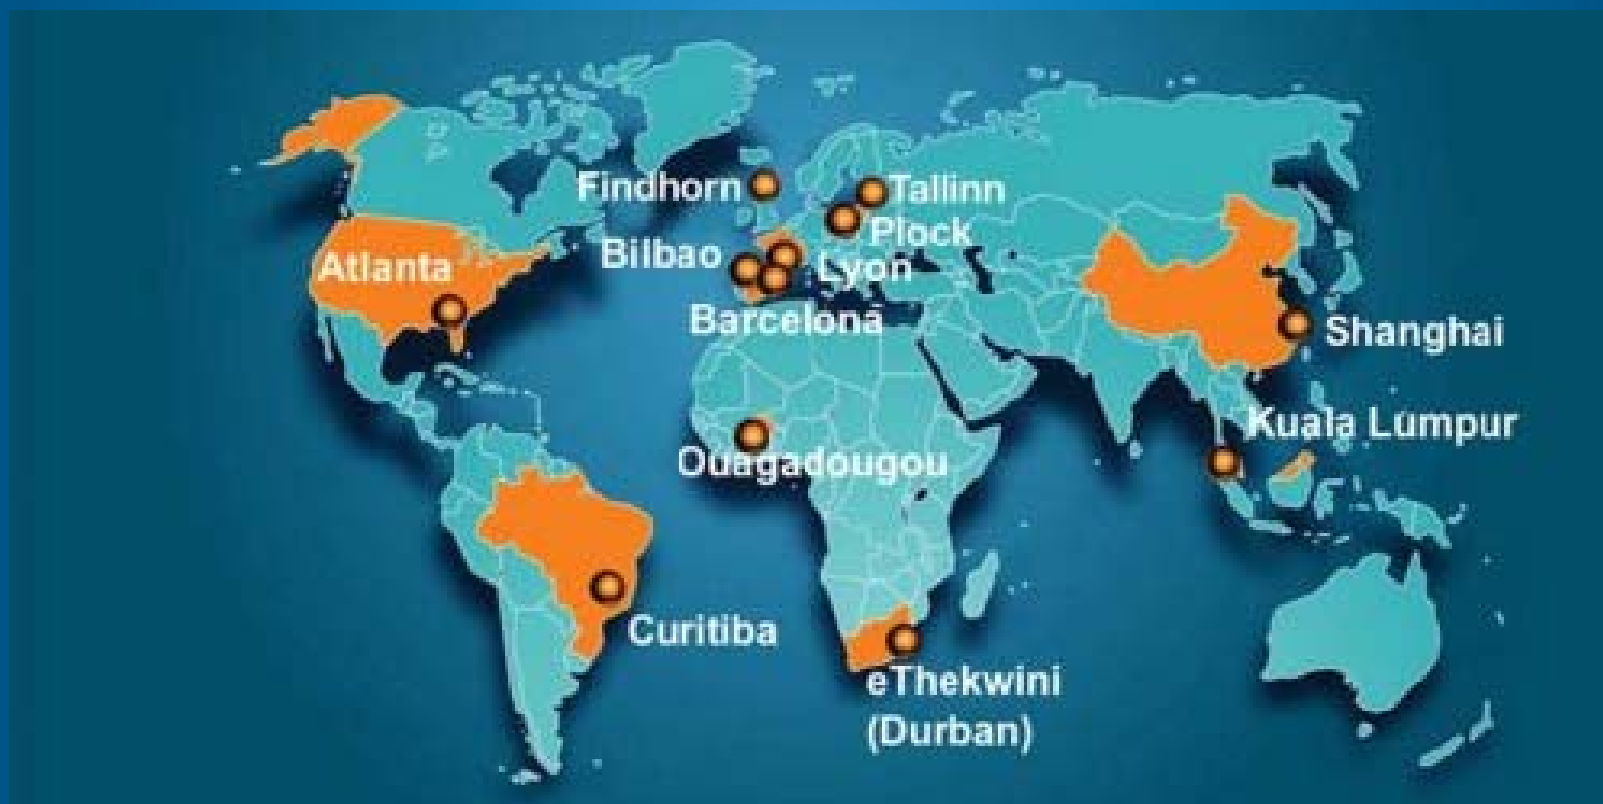 Findhorn
Tallinn
Plock
Bilbao
Lyon
Atlanta
Barcelona
Shanghai
Kuala Lumpur
Ouagadougou
Curitiba
eThekwini
(Durban)